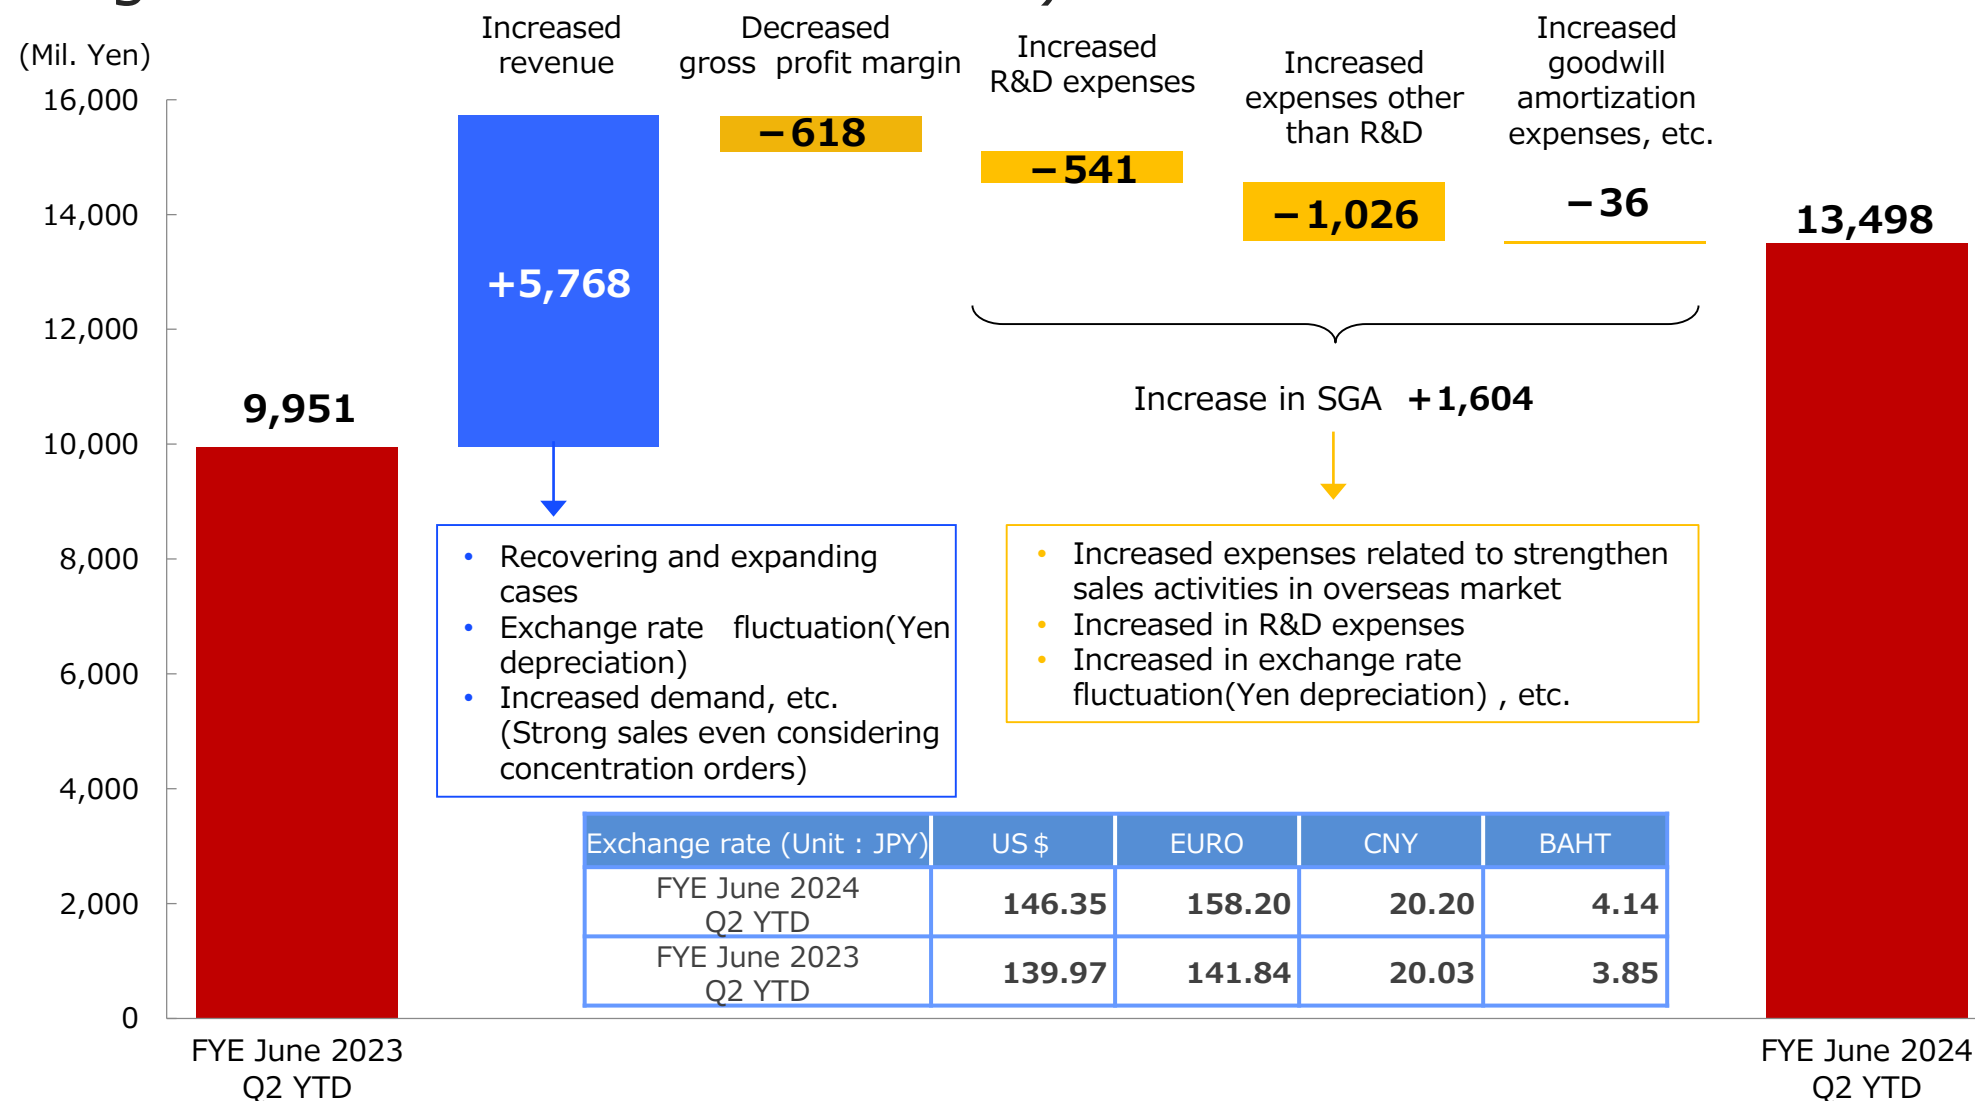 (Mil. Yen)
Increased
revenue
Decreased
gross profit margin
Increased
R&D expenses
Increased
expenses other
than R&D
Increased
goodwill
amortization
expenses, etc.
16,000
14,000
12,000
10,000
8,000
6,000
4,000
2,000
0
9,951
+5,768
−618
−541
−1,026
−36
13,498
Increase in SGA +1,604
• Recovering and expanding
cases
• Exchange rate fluctuation(Yen
depreciation)
• Increased demand, etc.
(Strong sales even considering
concentration orders)
• Increased expenses related to strengthen
sales activities in overseas market
• Increased in R&D expenses
• Increased in exchange rate
fluctuation(Yen depreciation) , etc.
Exchange rate (Unit : JPY) US $ EURO CNY BAHT
FYE June 2024
Q2 YTD 146.35 158.20 20.20 4.14
FYE June 2023
Q2 YTD 139.97 141.84 20.03 3.85
FYE June 2023
Q2 YTD
FYE June 2024
Q2 YTD